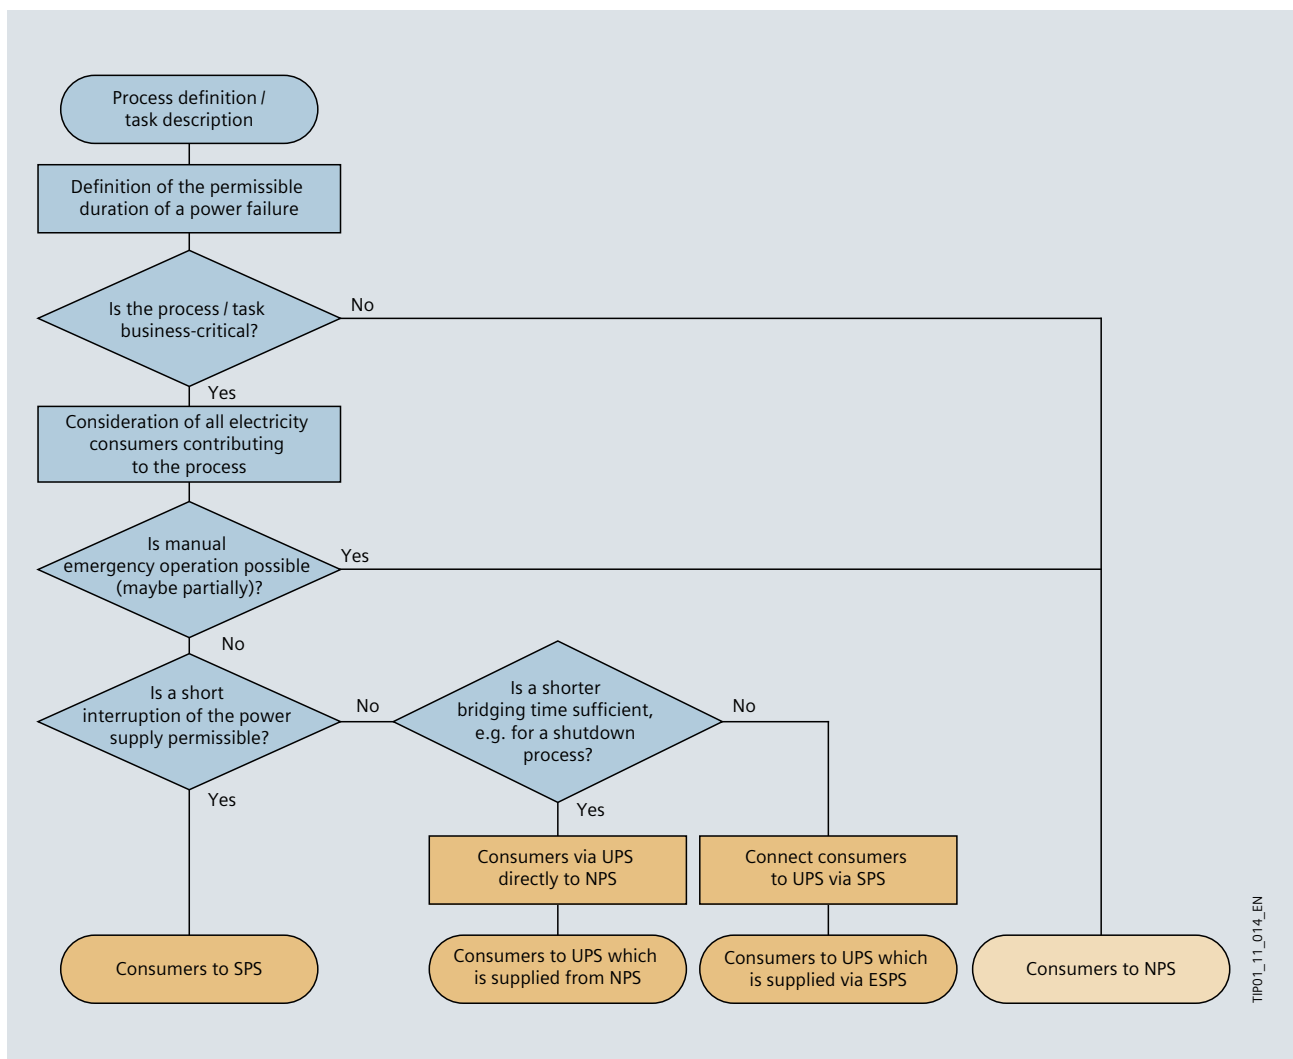 Process definition /
task description
Definition of the permissible
duration of a power failure
Is the process / task
business-critical?
No
Yes
Consideration of all electricity
consumers contributing
to the process
Is manual
emergency operation possible
(maybe partially)?
Yes
No
Is a short
interruption of the power
supply permissible?
No
Yes
Is a shorter
bridging time sufficient,
e.g. for a shutdown
process?
No
Yes
Consumers via UPS
directly to NPS
Connect consumers
to UPS via SPS
Consumers to SPS
Consumers to UPS which
is supplied from NPS
Consumers to UPS which
is supplied via ESPS
Consumers to NPS
TIP01_11_014_EN